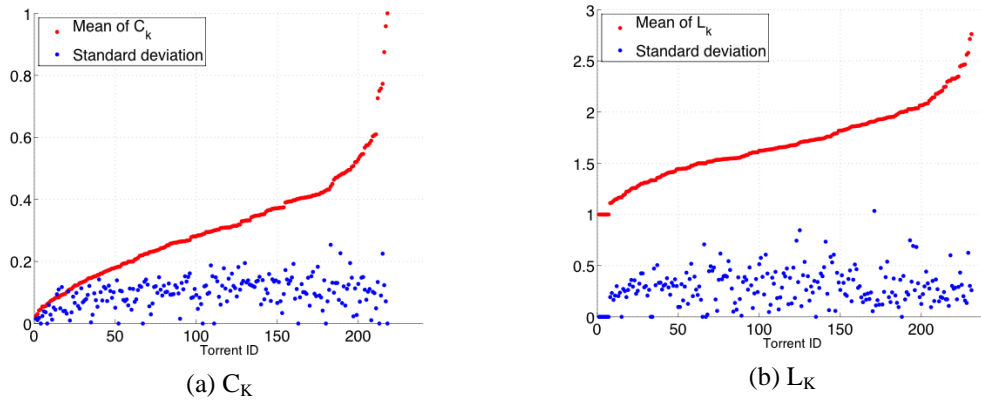 1
0.8
0.6
0.4
0.2
0
Mean of C_k
Standard deviation
0 50 100 150 200
Torrent ID
(a) C_K
3
2.5
2
1.5
1
0.5
0
Mean of L_k
Standard deviation
0 50 100 150 200
Torrent ID
(b) L_K